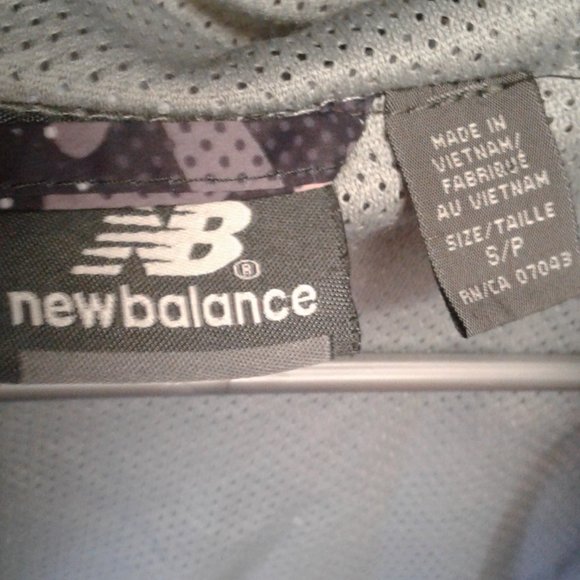 NB
®
newbalance
MADE IN
VIETNAM/
FABRIQUÉ
AU VIETNAM
SIZE/TAILLE
S/P
RN/CA 07043